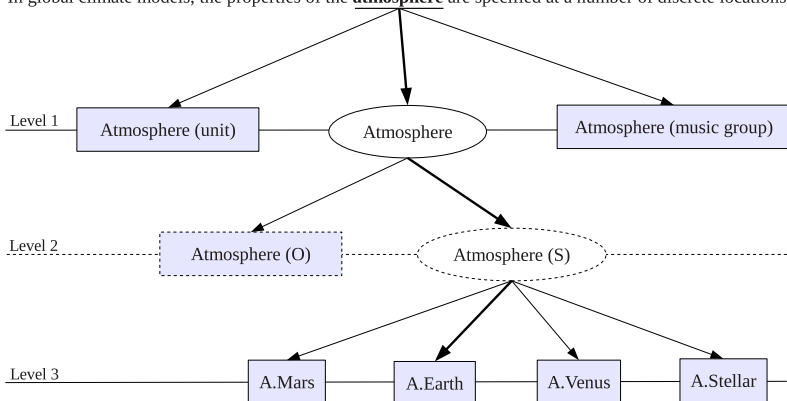 In global climate models, the properties of the atmosphere are specified at a number of discrete locations
Level 1
Atmosphere (unit)
Atmosphere
Atmosphere (music group)
Level 2
Atmosphere (O)
Atmosphere (S)
Level 3
A.Mars
A.Earth
A.Venus
A.Stellar